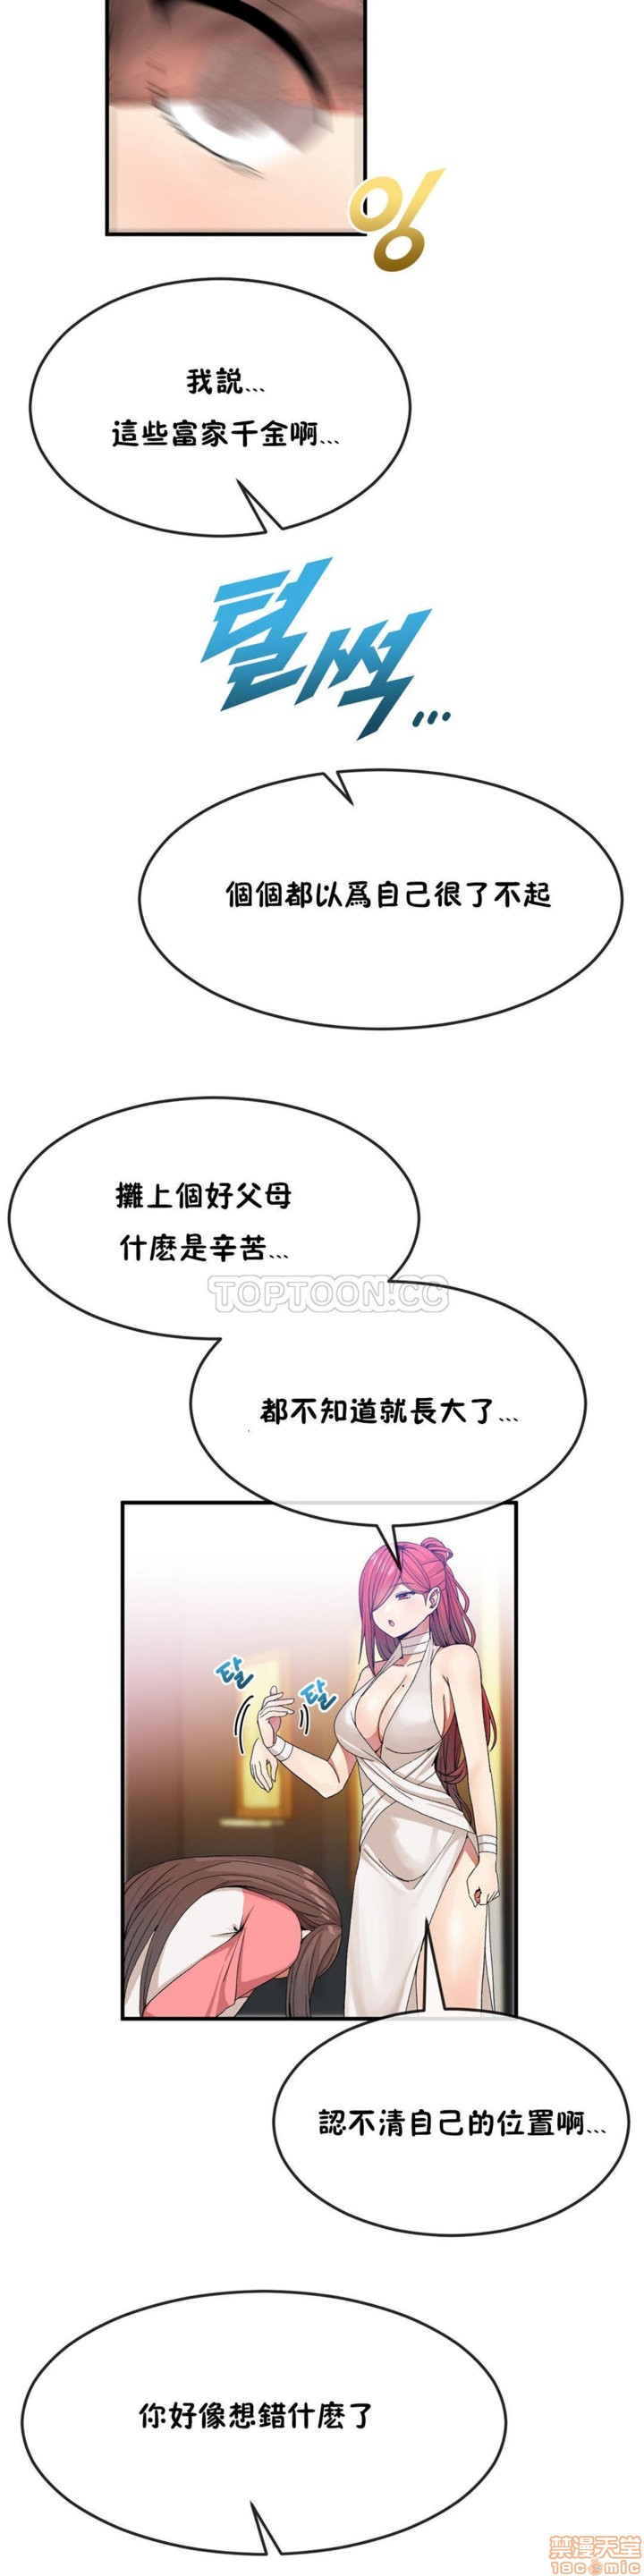 잉
我說...
這些富家千金啊...
털썩...
個個都以爲自己很了不起
攤上個好父母
什麽是辛苦...
TOPTOON.CC
都不知道就長大了...
탈
탈
認不清自己的位置啊...
你好像想錯什麽了
禁漫天堂
18comic